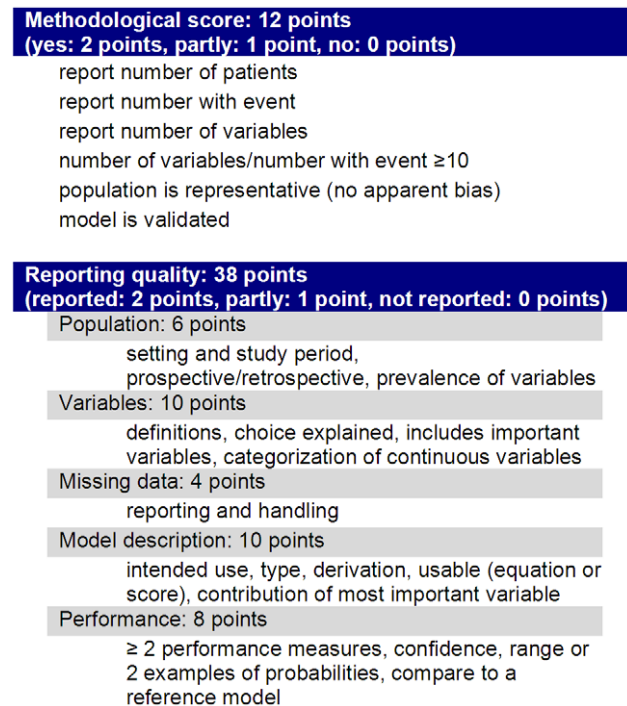 Methodological score: 12 points
(yes: 2 points, partly: 1 point, no: 0 points)
report number of patients
report number with event
report number of variables
number of variables/number with event ≥10
population is representative (no apparent bias)
model is validated
Reporting quality: 38 points
(reported: 2 points, partly: 1 point, not reported: 0 points)
Population: 6 points
setting and study period,
prospective/retrospective, prevalence of variables
Variables: 10 points
definitions, choice explained, includes important
variables, categorization of continuous variables
Missing data: 4 points
reporting and handling
Model description: 10 points
intended use, type, derivation, usable (equation or
score), contribution of most important variable
Performance: 8 points
≥ 2 performance measures, confidence, range or
2 examples of probabilities, compare to a
reference model